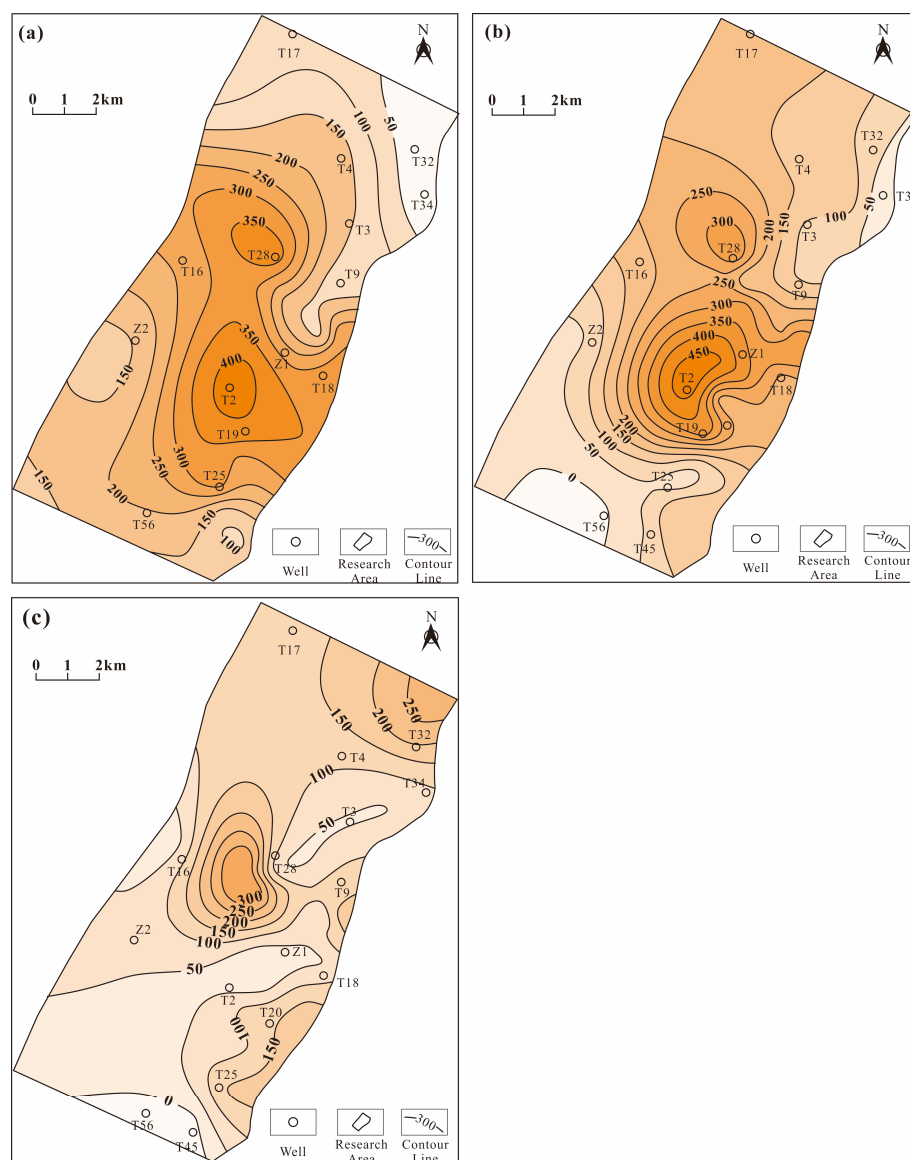 (a)
N
T17
0 1 2km
50
100
150
T32
200
T4
250
T34
300
350
T3
T28
T16
T9
Z2
350
Z1
150
400
T18
T2
T19
300
T25
250
150
200
T56
150
100
Well
Research
Area
300
Contour
Line
(b)
N
T17
0 1 2km
T32
T4
T3
50
250
100
300
150
T3
200
T28
T16
250
T9
300
Z2
350
400
Z1
450
T2
T18
200
T19
150
100
50
T25
0
T56
T45
Well
Research
Area
300
Contour
Line
(c)
N
T17
0 1 2km
250
200
150
T32
T4
100
T34
T3
50
T28
T16
T9
300
250
200
150
Z2
100
Z1
50
T18
T2
T20
100
150
T25
0
T56
T45
Well
Research
Area
300
Contour
Line